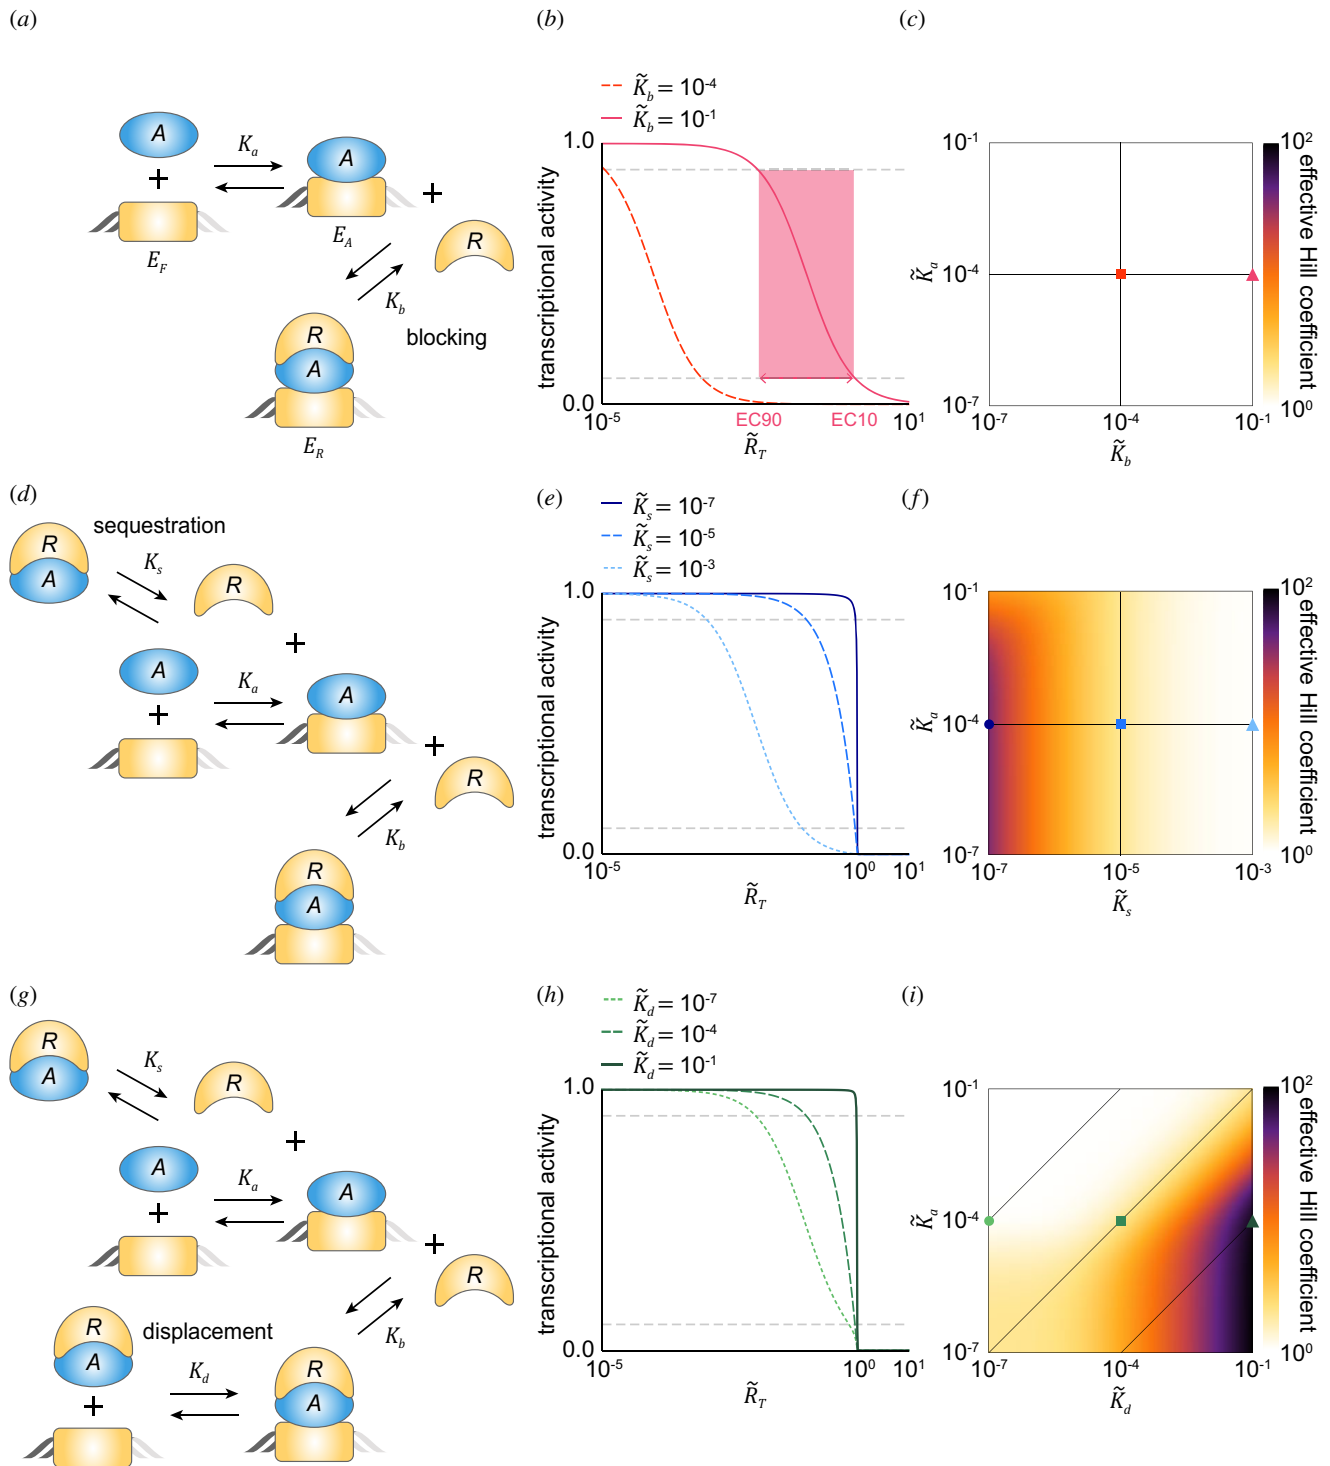 (a)
A
+
E_F
K_a
A
E_A
+
R
K_b
blocking
R
A
E_R
(b)
K̃_b = 10^-4
K̃_b = 10^-1
transcriptional activity
1.0
0.0
10^-5
EC90
EC10
10^1
R̃_T
(c)
K̃_a
10^-1
10^-4
10^-7
10^-7
10^-4
10^-1
K̃_b
10^2
10^0
effective Hill coefficient
(d)
sequestration
R
A
K_s
R
+
A
+
K_a
A
+
R
K_b
R
A
(e)
K̃_s = 10^-7
K̃_s = 10^-5
K̃_s = 10^-3
transcriptional activity
1.0
0.0
10^-5
10^0
10^1
R̃_T
(f)
K̃_a
10^-1
10^-4
10^-7
10^-7
10^-5
10^-3
K̃_s
10^2
10^0
effective Hill coefficient
(g)
R
A
K_s
R
+
A
+
K_a
A
+
R
K_b
R
A
displacement
+
K_d
R
A
(h)
K̃_d = 10^-7
K̃_d = 10^-4
K̃_d = 10^-1
transcriptional activity
1.0
0.0
10^-5
10^0
10^1
R̃_T
(i)
K̃_a
10^-1
10^-4
10^-7
10^-7
10^-4
10^-1
K̃_d
10^2
10^0
effective Hill coefficient